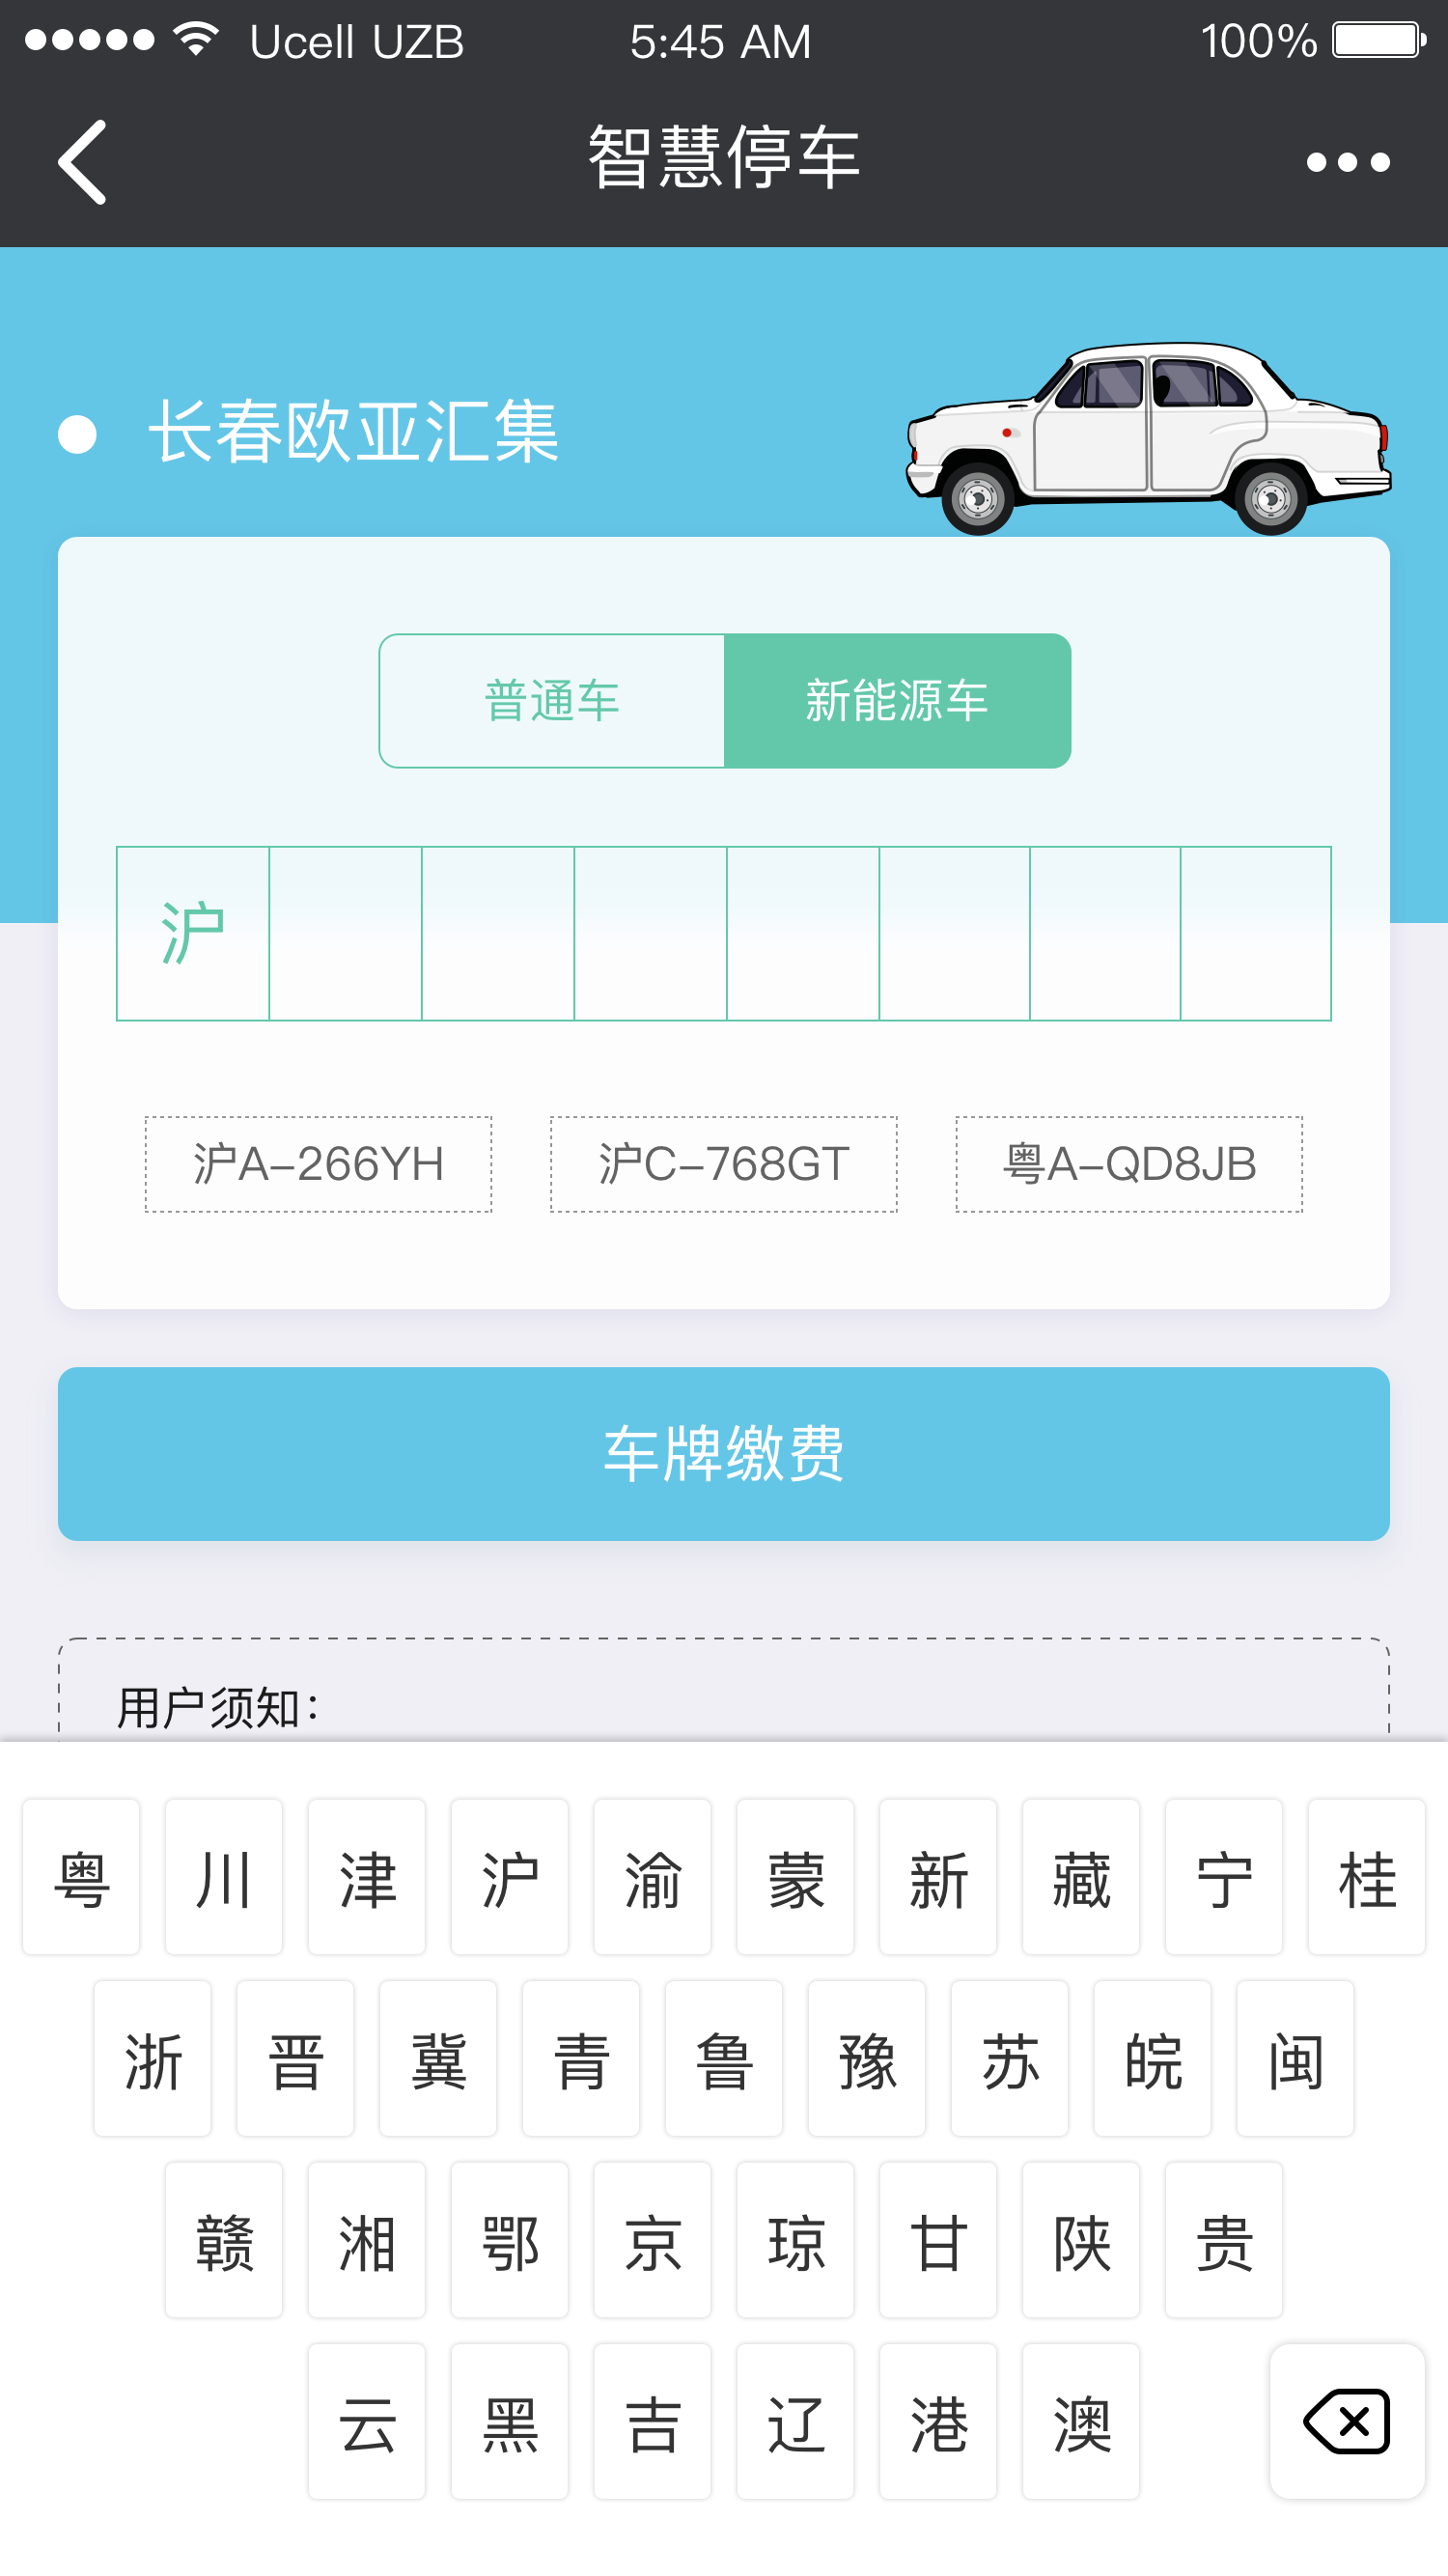 Ucell UZB 5:45 AM 100%
智慧停车
长春欧亚汇集
普通车 新能源车
沪
沪A-266YH 沪C-768GT 粤A-QD8JB
车牌缴费
用户须知：
粤 川 津 沪 渝 蒙 新 藏 宁 桂
浙 晋 冀 青 鲁 豫 苏 皖 闽
赣 湘 鄂 京 琼 甘 陕 贵
云 黑 吉 辽 港 澳